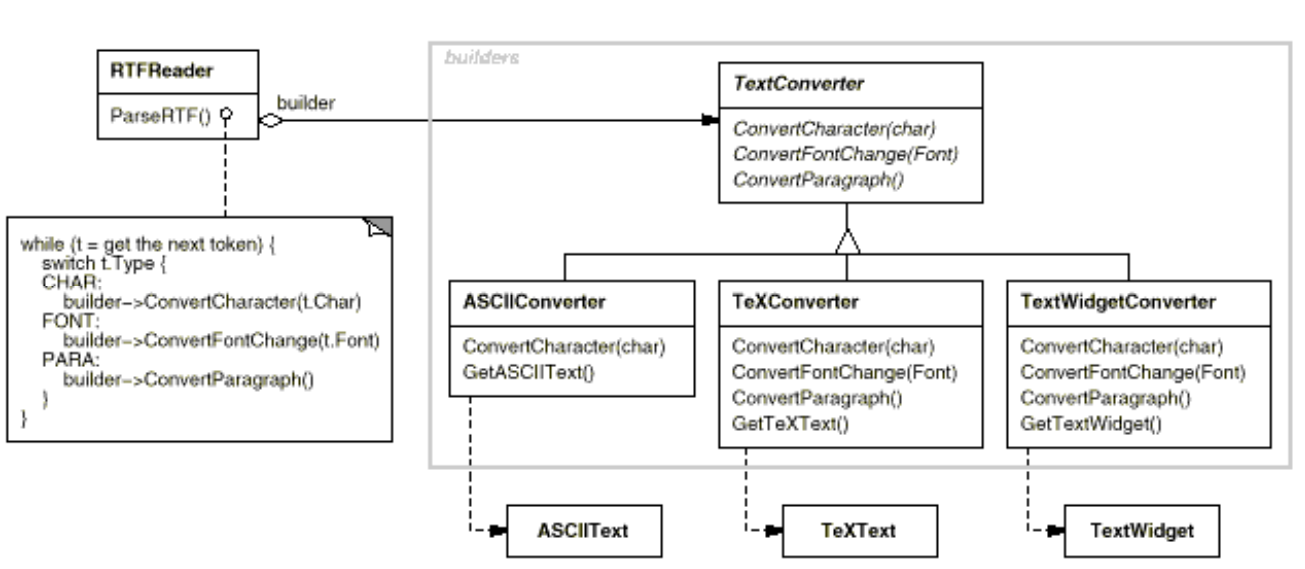 builders
RTFReader
ParseRTF()
builder
TextConverter
ConvertCharacter(char)
ConvertFontChange(Font)
ConvertParagraph()
while (t = get the next token) {
switch t.Type {
CHAR:
builder->ConvertCharacter(t.Char)
FONT:
builder->ConvertFontChange(t.Font)
PARA:
builder->ConvertParagraph()
}
}
ASCIIConverter
ConvertCharacter(char)
GetASCIIText()
TeXConverter
ConvertCharacter(char)
ConvertFontChange(Font)
ConvertParagraph()
GetTeXText()
TextWidgetConverter
ConvertCharacter(char)
ConvertFontChange(Font)
ConvertParagraph()
GetTextWidget()
ASCIIText
TeXText
TextWidget